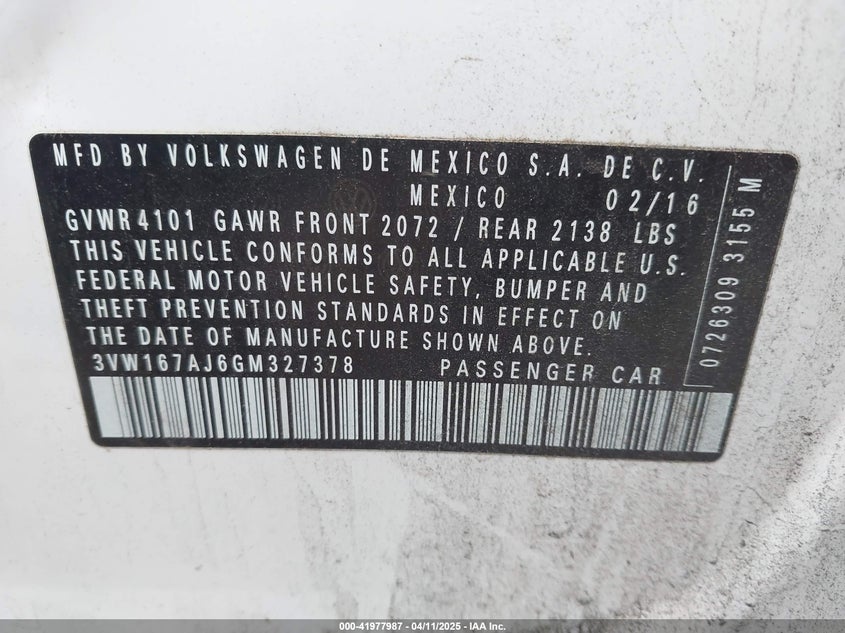 MFD BY VOLKSWAGEN DE MEXICO S.A. DE C.V.
MEXICO 02/16
GVWR 4101 GAWR FRONT 2072 / REAR 2138 LBS
THIS VEHICLE CONFORMS TO ALL APPLICABLE U.S.
FEDERAL MOTOR VEHICLE SAFETY, BUMPER AND
THEFT PREVENTION STANDARDS IN EFFECT ON
THE DATE OF MANUFACTURE SHOWN ABOVE.
3VW167AJ6GM327378 PASSENGER CAR
0726309 3155 M
000-41977987 - 04/11/2025 - IAA Inc.